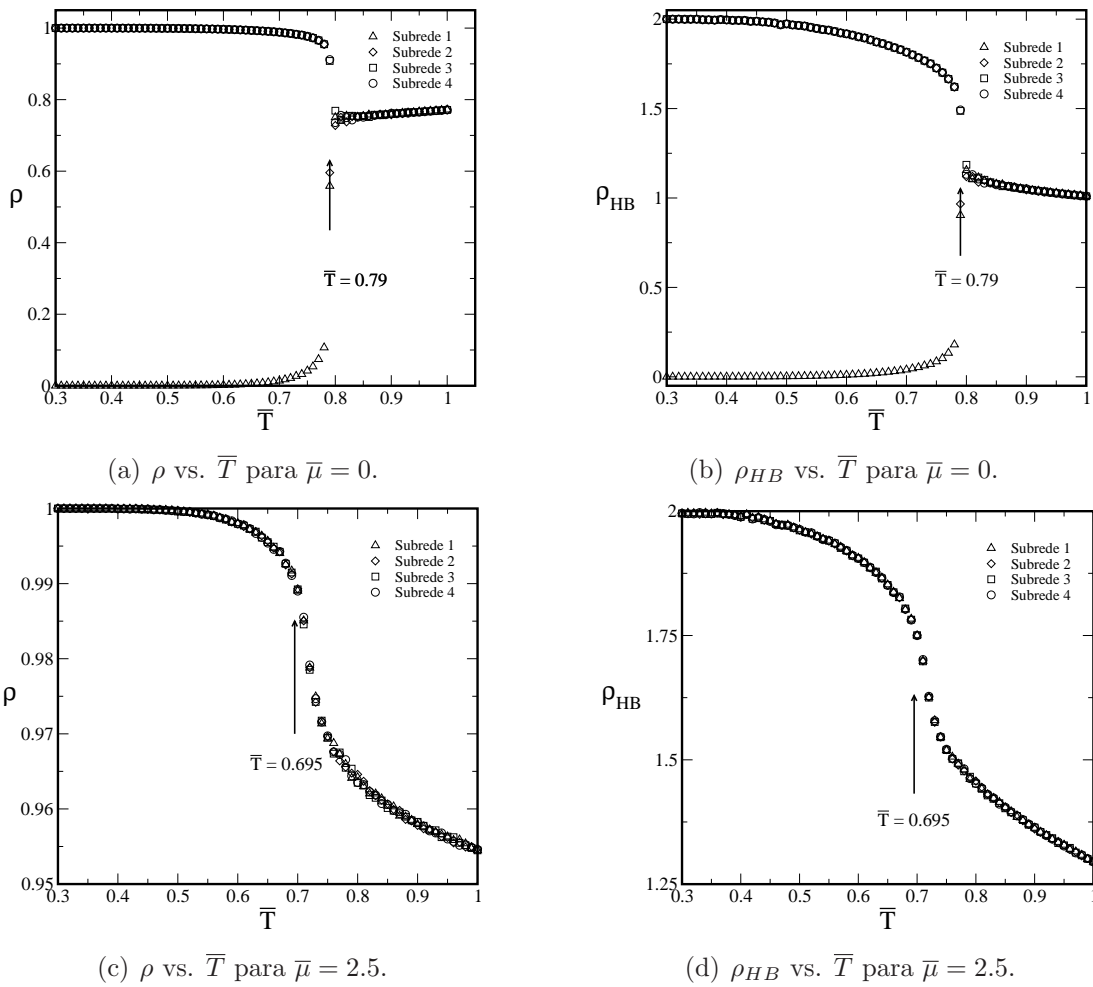 1
0.8
0.6
0.4
0.2
0
ρ
Subrede 1
Subrede 2
Subrede 3
Subrede 4
T̅ = 0.79
0.3 0.4 0.5 0.6 0.7 0.8 0.9 1
T̅
(a) ρ vs. T̅ para μ̅ = 0.
2
1.5
1
0.5
0
ρHB
Subrede 1
Subrede 2
Subrede 3
Subrede 4
T̅ = 0.79
0.3 0.4 0.5 0.6 0.7 0.8 0.9 1
T̅
(b) ρHB vs. T̅ para μ̅ = 0.
1
0.99
0.98
0.97
0.96
0.95
ρ
Subrede 1
Subrede 2
Subrede 3
Subrede 4
T̅ = 0.695
0.3 0.4 0.5 0.6 0.7 0.8 0.9 1
T̅
(c) ρ vs. T̅ para μ̅ = 2.5.
2
1.75
1.5
1.25
ρHB
Subrede 1
Subrede 2
Subrede 3
Subrede 4
T̅ = 0.695
0.3 0.4 0.5 0.6 0.7 0.8 0.9 1
T̅
(d) ρHB vs. T̅ para μ̅ = 2.5.